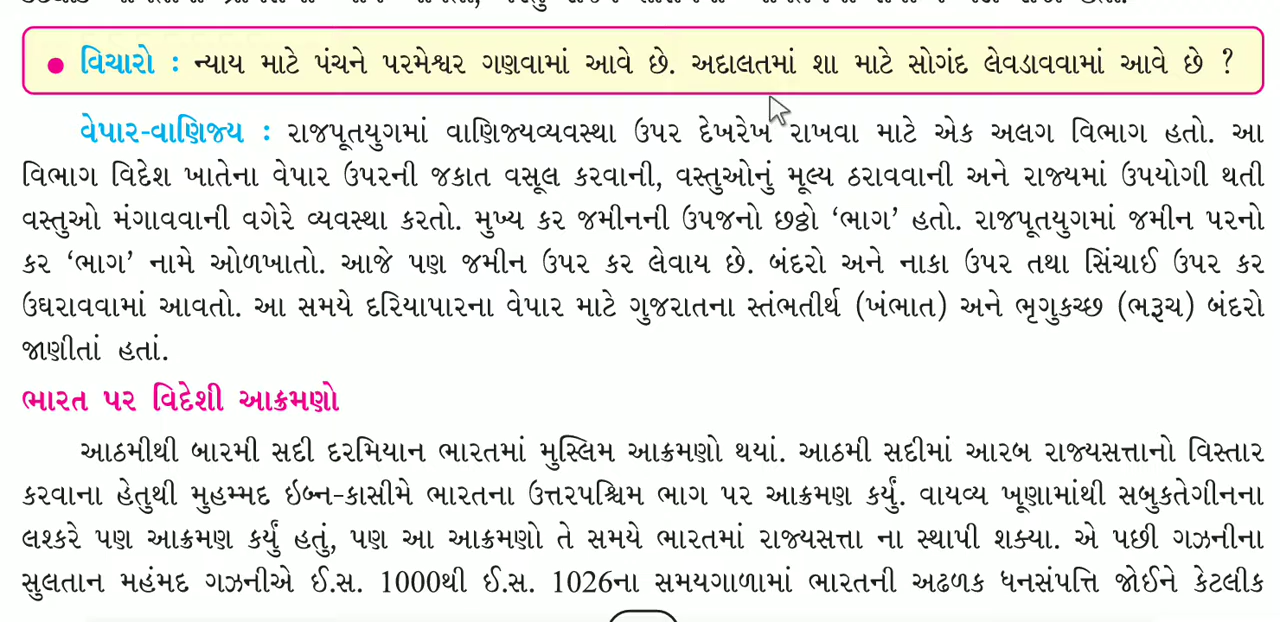 • વિચારો : ન્યાય માટે પંચને પરમેશ્વર ગણવામાં આવે છે. અદાલતમાં શા માટે સોગંદ લેવડાવવામાં આવે છે ?
વેપાર-વાણિજ્ય : રાજપૂતયુગમાં વાણિજ્યવ્યવસ્થા ઉપર દેખરેખ રાખવા માટે એક અલગ વિભાગ હતો. આ
વિભાગ વિદેશ ખાતેના વેપાર ઉપરની જકાત વસૂલ કરવાની, વસ્તુઓનું મૂલ્ય ઠરાવવાની અને રાજ્યમાં ઉપયોગી થતી
વસ્તુઓ મંગાવવાની વગેરે વ્યવસ્થા કરતો. મુખ્ય કર જમીનની ઉપજનો છઠ્ઠો ‘ભાગ’ હતો. રાજપૂતયુગમાં જમીન પરનો
કર ‘ભાગ’ નામે ઓળખાતો. આજે પણ જમીન ઉપર કર લેવાય છે. બંદરો અને નાકા ઉપર તથા સિંચાઈ ઉપર કર
ઉઘરાવવામાં આવતો. આ સમયે દરિયાપારના વેપાર માટે ગુજરાતના સ્તંભતીર્થ (ખંભાત) અને ભૃગુકચ્છ (ભરૂચ) બંદરો
જાણીતાં હતાં.
ભારત પર વિદેશી આક્રમણો
આઠમીથી બારમી સદી દરમિયાન ભારતમાં મુસ્લિમ આક્રમણો થયાં. આઠમી સદીમાં આરબ રાજ્યસત્તાનો વિસ્તાર
કરવાના હેતુથી મુહમ્મદ ઇબ્ન-કાસીમે ભારતના ઉત્તરપશ્ચિમ ભાગ પર આક્રમણ કર્યું. વાયવ્ય ખૂણામાંથી સબુકતેગીનના
લશ્કરે પણ આક્રમણ કર્યું હતું, પણ આ આક્રમણો તે સમયે ભારતમાં રાજ્યસત્તા ના સ્થાપી શક્યા. એ પછી ગઝનીના
સુલતાન મહંમદ ગઝનીએ ઈ.સ. 1000થી ઈ.સ. 1026ના સમયગાળામાં ભારતની અઢળક ધનસંપત્તિ જોઈને કેટલીક